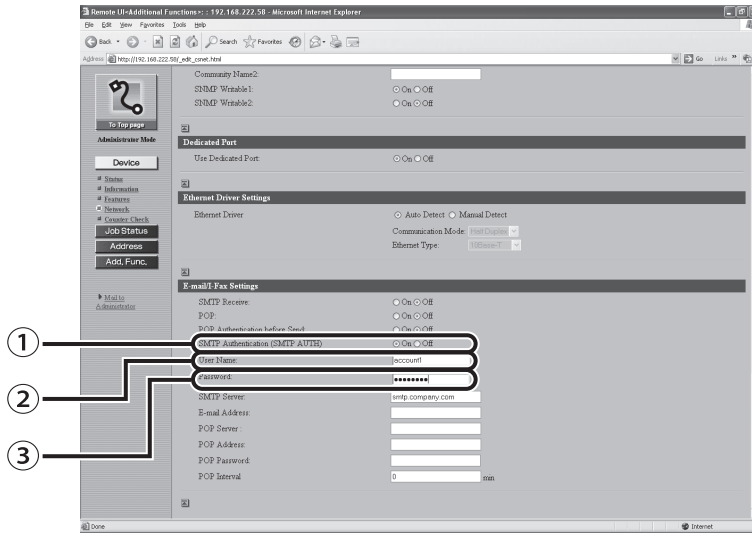 Remote UI<Additional Functions>: : 192.168.222.58 - Microsoft Internet Explorer
File Edit View Favorites Tools Help
Back Search Favorites
Address http://192.168.222.58/_edit_csnet.html Go Links »
To Top page
Administrator Mode
Device
Status
Information
Features
Network
Counter Check
Job Status
Address
Add. Func.
Mail to
Administrator
Community Name2:
SNMP Writable1: On Off
SNMP Writable2: On Off
Dedicated Port
Use Dedicated Port: On Off
Ethernet Driver Settings
Ethernet Driver Auto Detect Manual Detect
Communication Mode: Half Duplex
Ethernet Type: 10Base-T
E-mail/I-Fax Settings
SMTP Receive: On Off
POP: On Off
POP Authentication before Send: On Off
1 SMTP Authentication (SMTP AUTH) On Off
2 User Name: account1
3 Password: ●●●●●●●●
SMTP Server: smtp.company.com
E-mail Address:
POP Server :
POP Address:
POP Password:
POP Interval 0 min
Done Internet